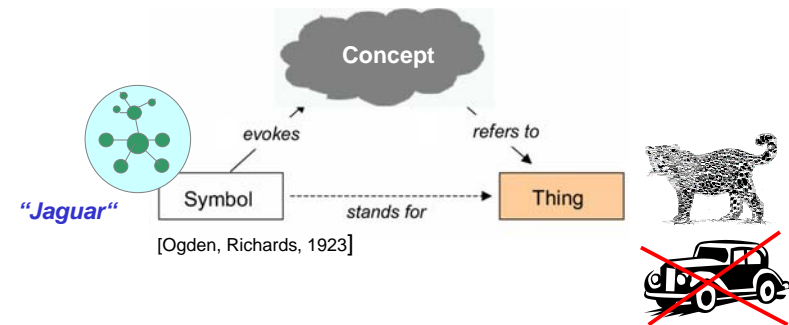 Concept
evokes
refers to
Symbol
Thing
“Jaguar“
stands for
[Ogden, Richards, 1923]